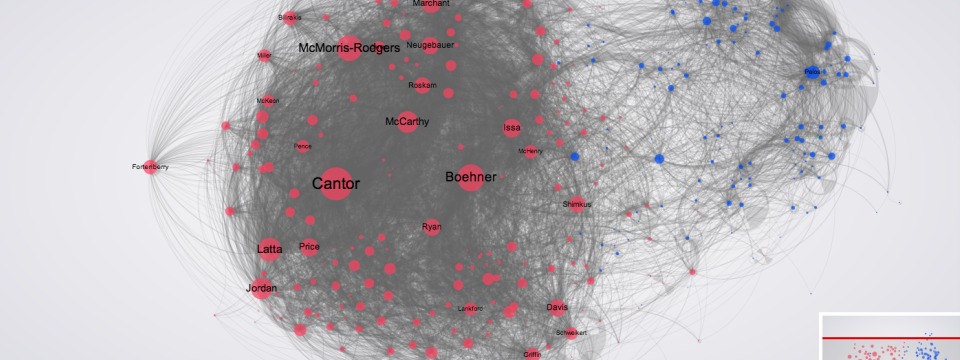 Marchant
Bilirakis
McMorris-Rodgers
Neugebauer
Miller
Roskam
McKeon
McCarthy
Issa
Pence
McHenry
Fortenberry
Cantor
Boehner
Shimkus
Ryan
Latta
Price
Jordan
Lankford
Davis
Schweikert
Griffin